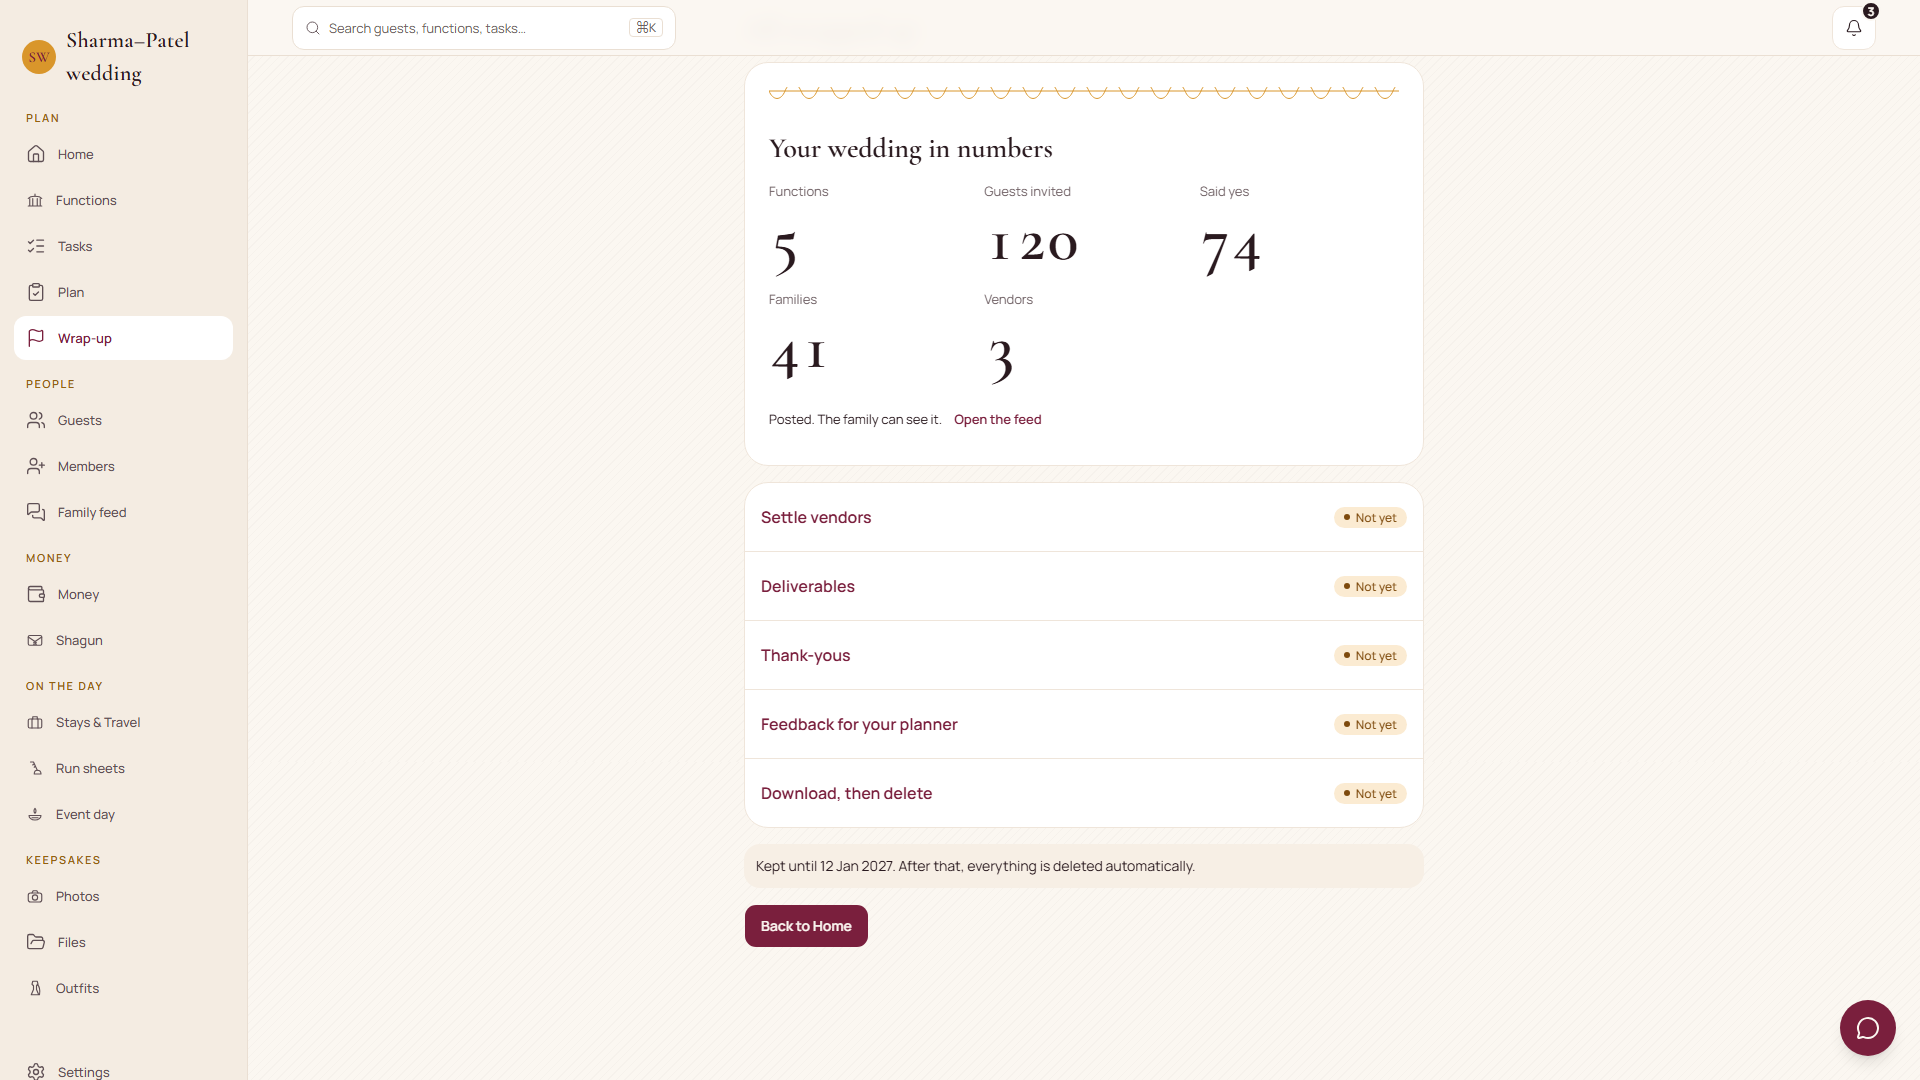 SW
Sharma–Patel
wedding
PLAN
Home
Functions
Tasks
Plan
Wrap-up
PEOPLE
Guests
Members
Family feed
MONEY
Money
Shagun
ON THE DAY
Stays & Travel
Run sheets
Event day
KEEPSAKES
Photos
Files
Outfits
Settings
Search guests, functions, tasks... ⌘K
3
Your wedding in numbers
Functions Guests invited Said yes
5 120 74
Families Vendors
41 3
Posted. The family can see it. Open the feed
Settle vendors Not yet
Deliverables Not yet
Thank-yous Not yet
Feedback for your planner Not yet
Download, then delete Not yet
Kept until 12 Jan 2027. After that, everything is deleted automatically.
Back to Home